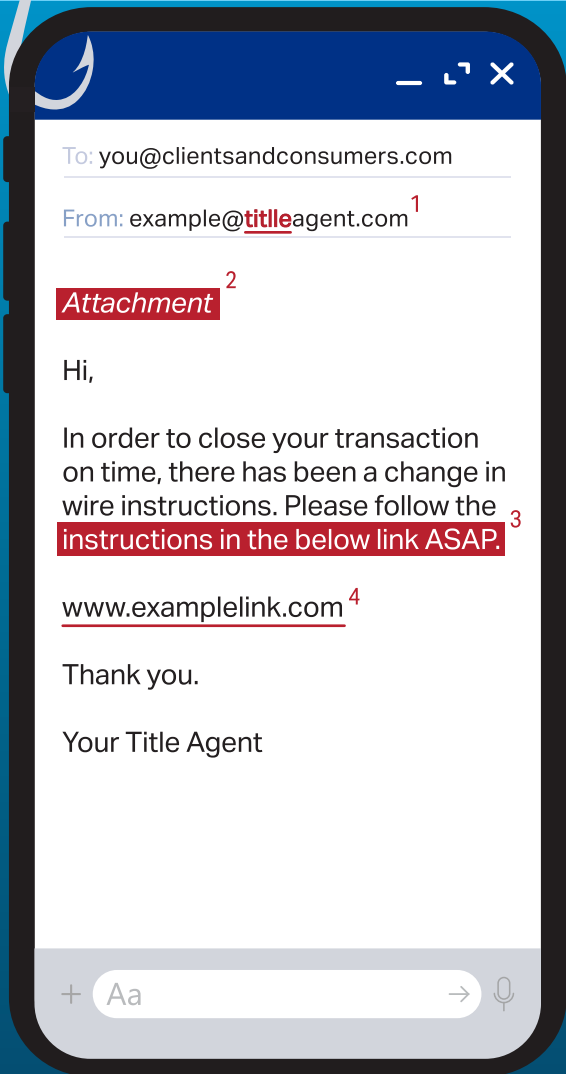 To: you@clientsandconsumers.com
From: example@titlleagent.com 1
Attachment 2
Hi,
In order to close your transaction
on time, there has been a change in
wire instructions. Please follow the
instructions in the below link ASAP. 3
www.examplelink.com 4
Thank you.
Your Title Agent
Aa